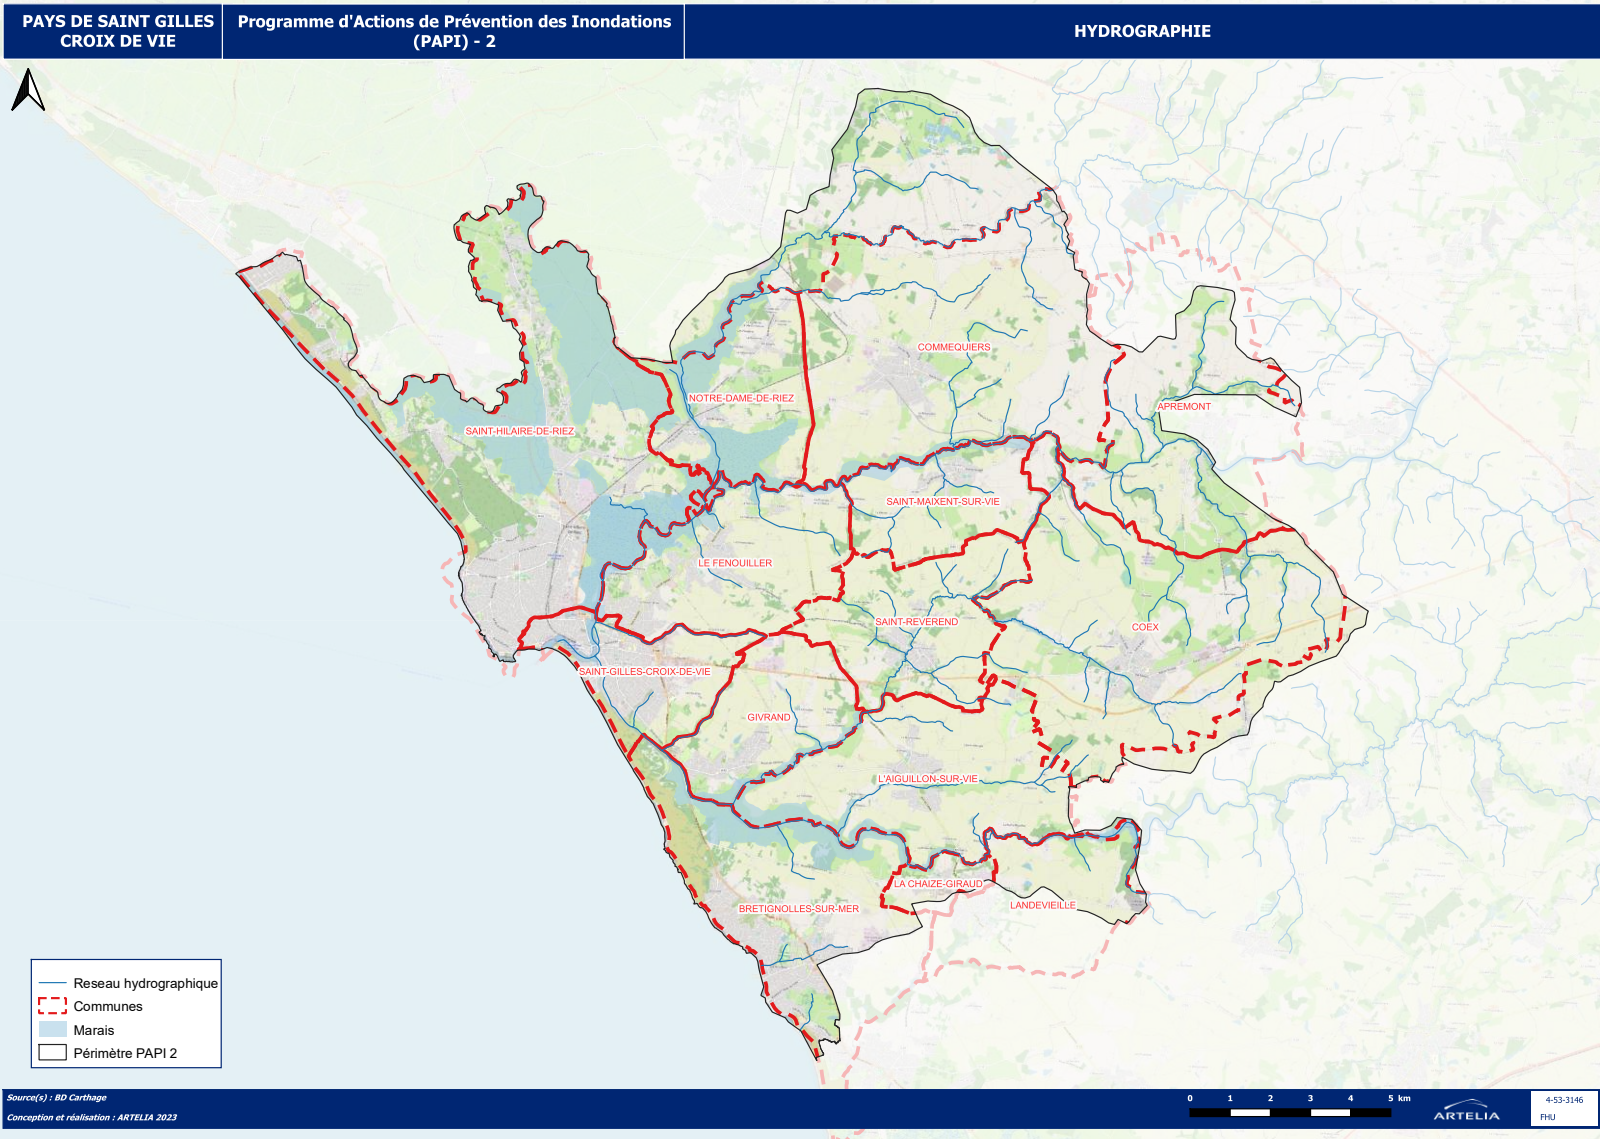 PAYS DE SAINT GILLES
CROIX DE VIE
Programme d'Actions de Prévention des Inondations
(PAPI) - 2
HYDROGRAPHIE
COMMEQUIERS
NOTRE-DAME-DE-RIEZ
APREMONT
SAINT-HILAIRE-DE-RIEZ
SAINT-MAIXENT-SUR-VIE
LE FENOUILLER
SAINT-REVEREND
COEX
SAINT-GILLES-CROIX-DE-VIE
GIVRAND
L'AIGUILLON-SUR-VIE
LA CHAIZE-GIRAUD
LANDEVIEILLE
BRETIGNOLLES-SUR-MER
Reseau hydrographique
Communes
Marais
Périmètre PAPI 2
Source(s) : BD Carthage
Conception et réalisation : ARTELIA 2023
0 1 2 3 4 5 km
ARTELIA
4-53-3146
FHU